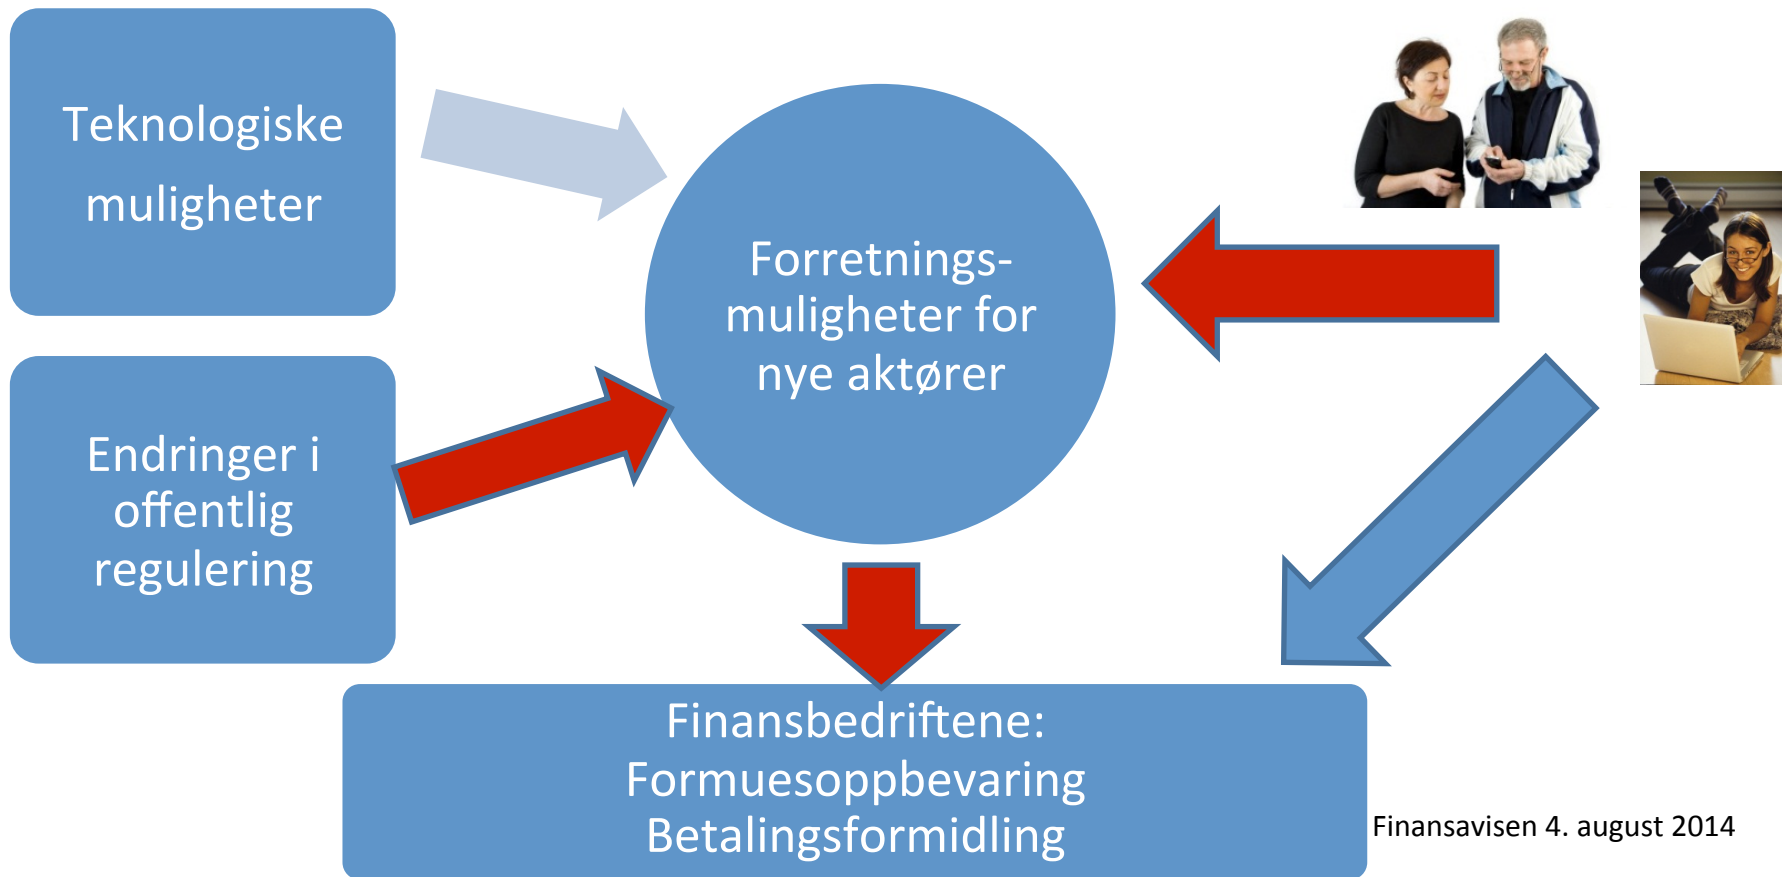 Teknologiske
muligheter
Forretnings-
muligheter for
nye aktører
Endringer i
offentlig
regulering
Finansbedriftene:
Formuesoppbevaring
Betalingsformidling
Finansavisen 4. august 2014